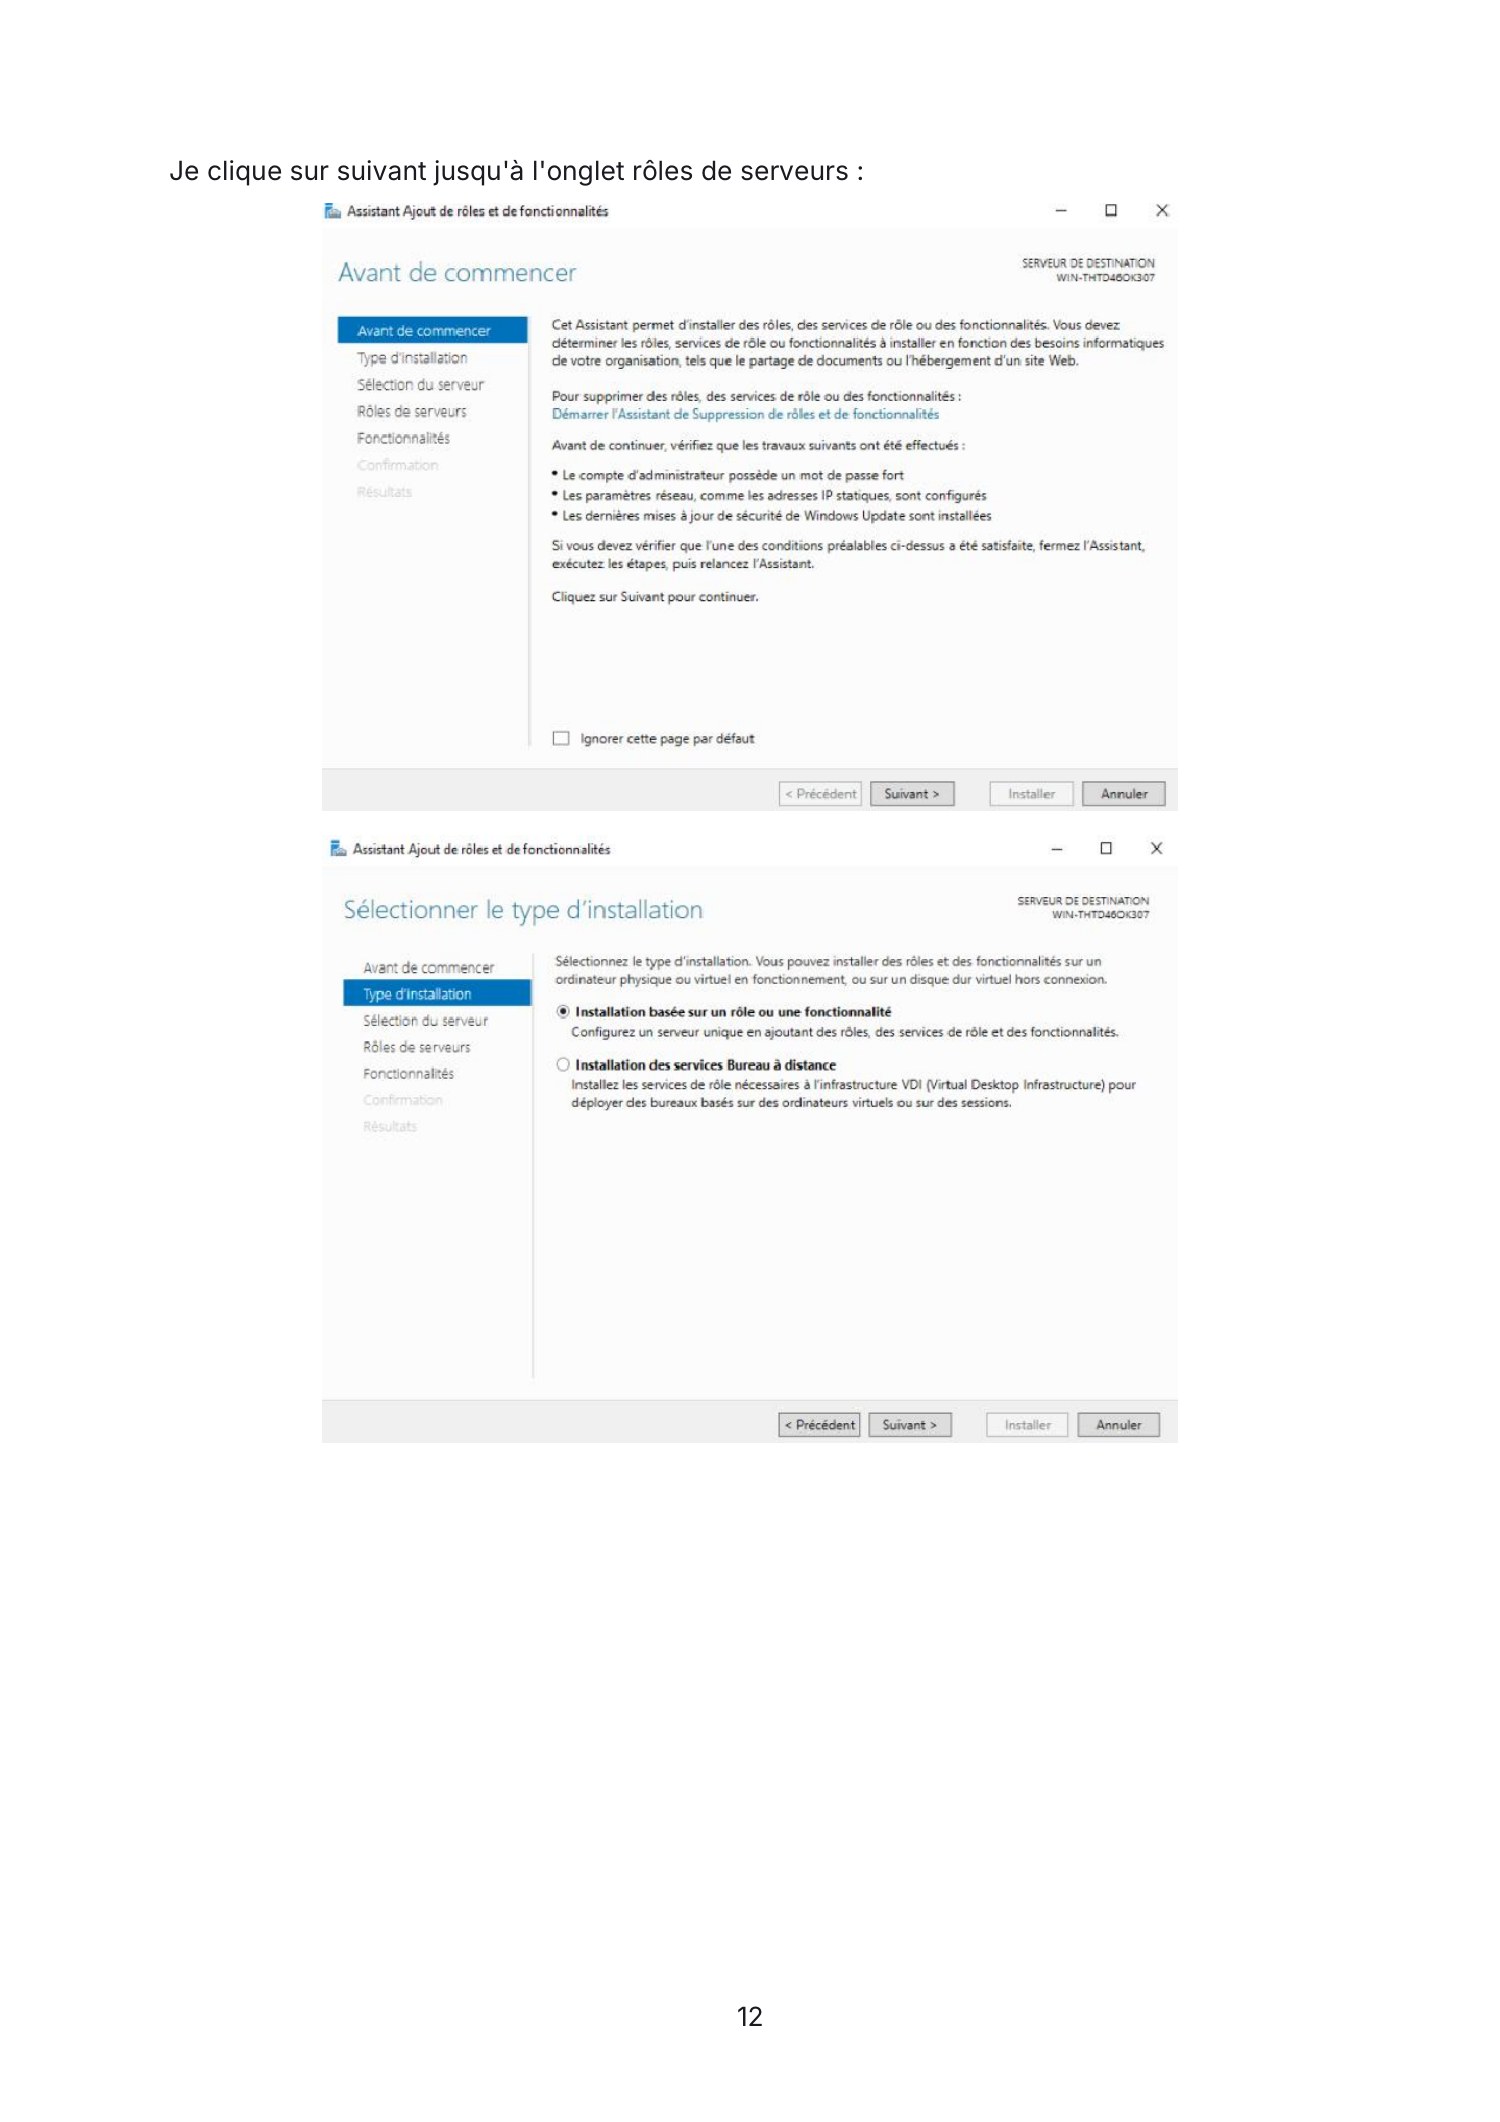 Je clique sur suivant jusqu'à l'onglet rôles de serveurs :
Assistant Ajout de rôles et de fonctionnalités
Avant de commencer
SERVEUR DE DESTINATION
WIN-THTD46OK307
Avant de commencer
Type d'installation
Sélection du serveur
Rôles de serveurs
Fonctionnalités
Confirmation
Résultats
Cet Assistant permet d'installer des rôles, des services de rôle ou des fonctionnalités. Vous devez
déterminer les rôles, services de rôle ou fonctionnalités à installer en fonction des besoins informatiques
de votre organisation, tels que le partage de documents ou l'hébergement d'un site Web.
Pour supprimer des rôles, des services de rôle ou des fonctionnalités :
Démarrer l'Assistant de Suppression de rôles et de fonctionnalités
Avant de continuer, vérifiez que les travaux suivants ont été effectués :
• Le compte d'administrateur possède un mot de passe fort
• Les paramètres réseau, comme les adresses IP statiques, sont configurés
• Les dernières mises à jour de sécurité de Windows Update sont installées
Si vous devez vérifier que l'une des conditions préalables ci-dessus a été satisfaite, fermez l'Assistant,
exécutez les étapes, puis relancez l'Assistant.
Cliquez sur Suivant pour continuer.
Ignorer cette page par défaut
< Précédent Suivant > Installer Annuler
Assistant Ajout de rôles et de fonctionnalités
Sélectionner le type d'installation
SERVEUR DE DESTINATION
WIN-THTD46OK307
Avant de commencer
Type d'installation
Sélection du serveur
Rôles de serveurs
Fonctionnalités
Confirmation
Résultats
Sélectionnez le type d'installation. Vous pouvez installer des rôles et des fonctionnalités sur un
ordinateur physique ou virtuel en fonctionnement, ou sur un disque dur virtuel hors connexion.
Installation basée sur un rôle ou une fonctionnalité
Configurez un serveur unique en ajoutant des rôles, des services de rôle et des fonctionnalités.
Installation des services Bureau à distance
Installez les services de rôle nécessaires à l'infrastructure VDI (Virtual Desktop Infrastructure) pour
déployer des bureaux basés sur des ordinateurs virtuels ou sur des sessions.
< Précédent Suivant > Installer Annuler
12